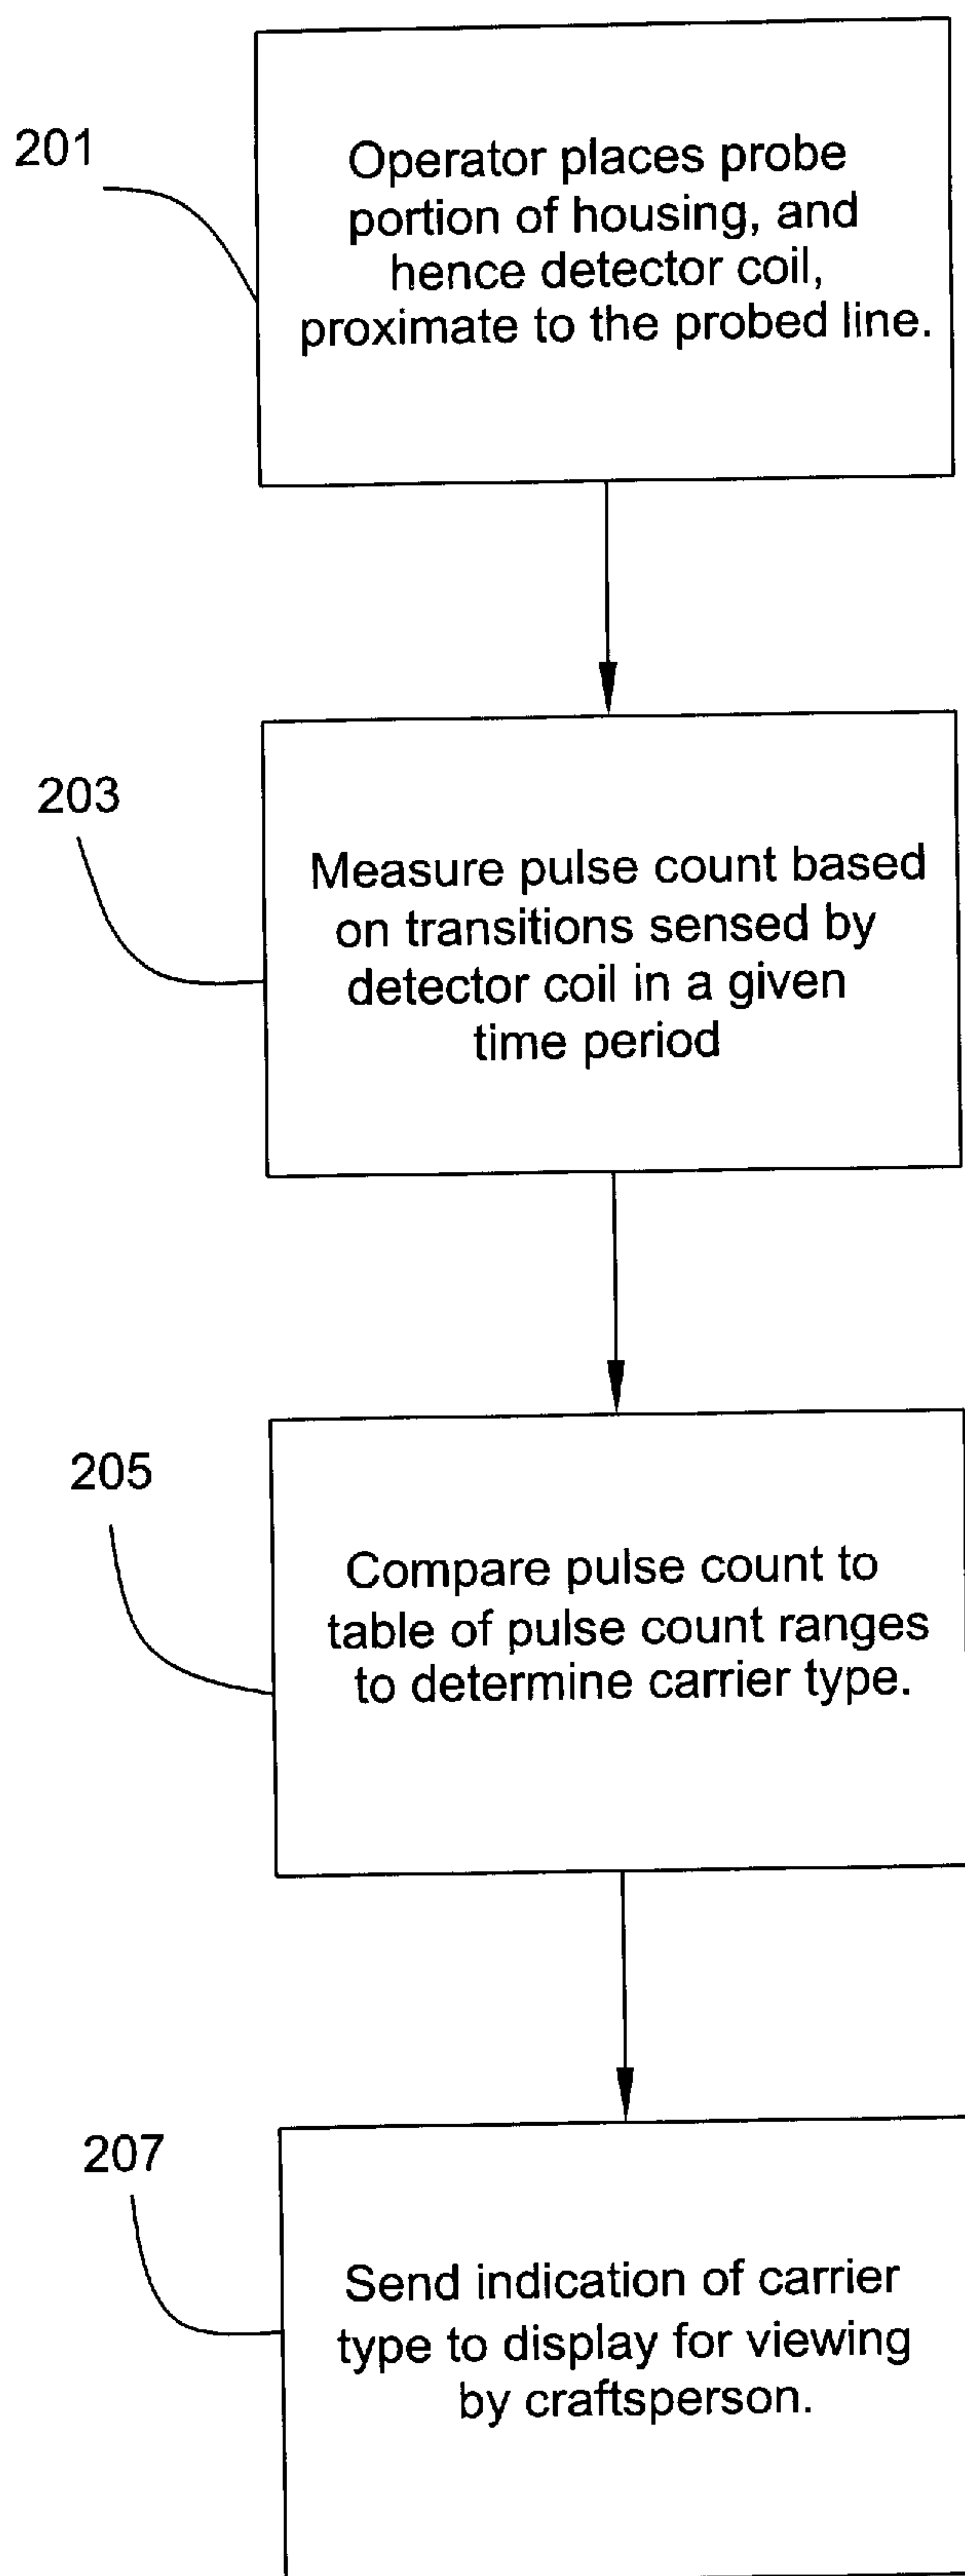 201
Operator places probe
portion of housing, and
hence detector coil,
proximate to the probed line.
203
Measure pulse count based
on transitions sensed by
detector coil in a given
time period
205
Compare pulse count to
table of pulse count ranges
to determine carrier type.
207
Send indication of carrier
type to display for viewing
by craftsperson.